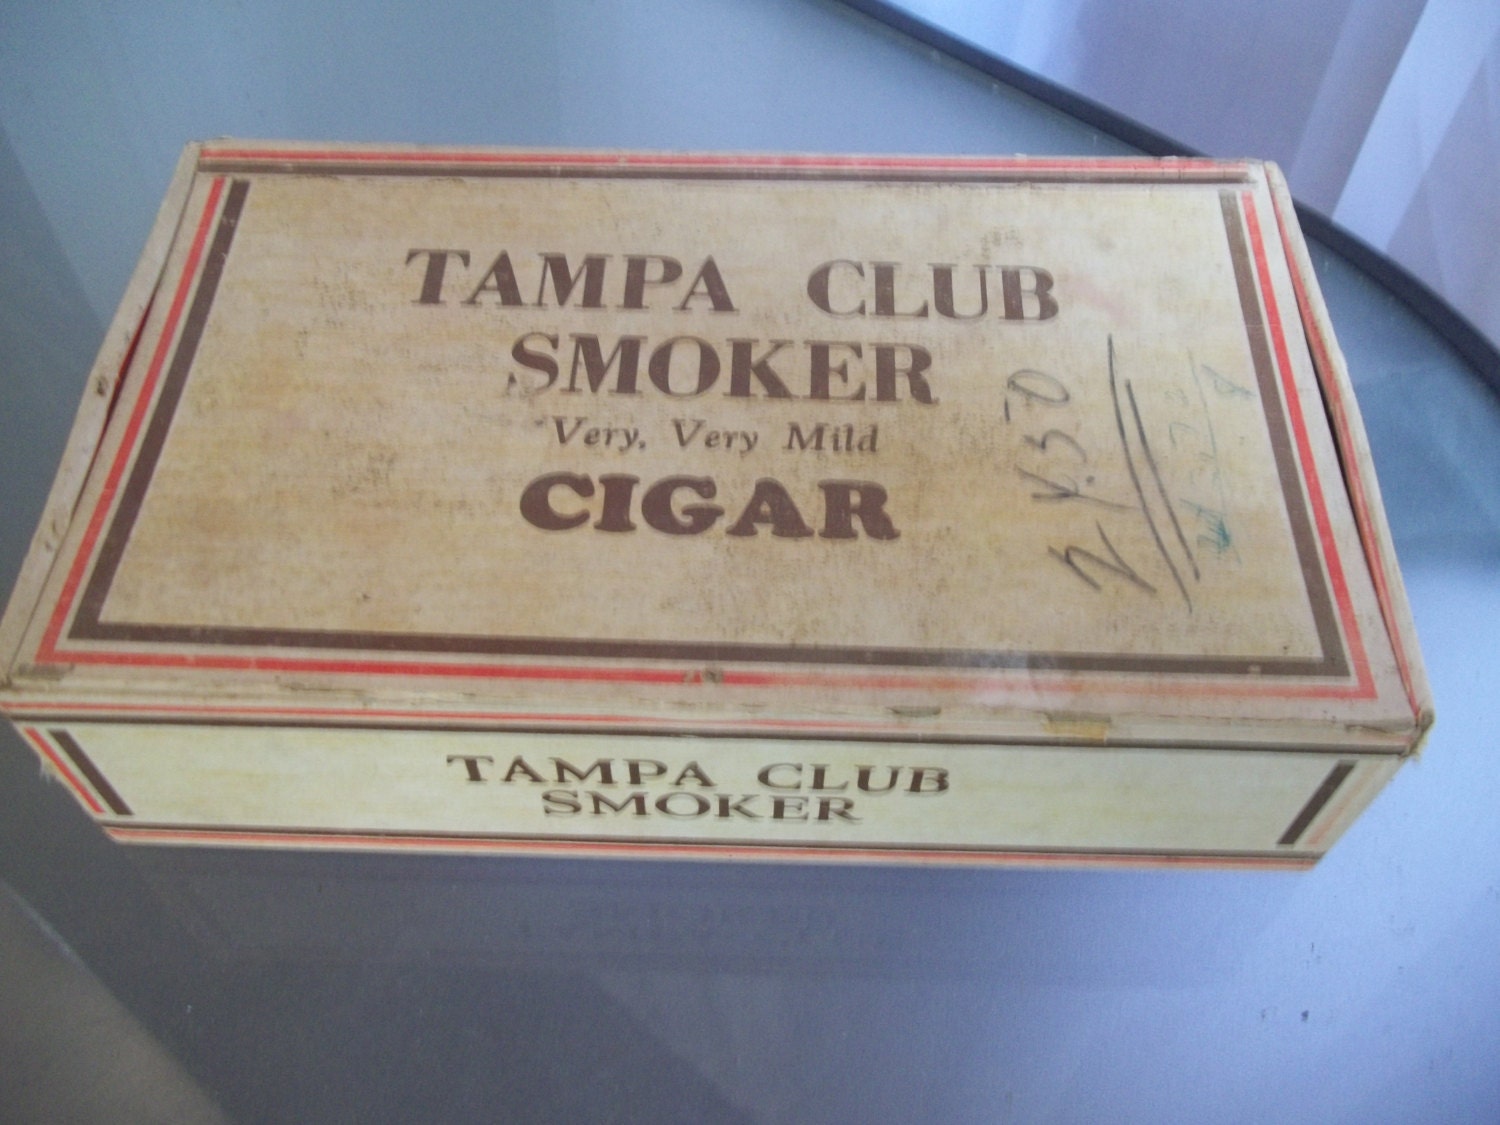 TAMPA CLUB
SMOKER
Very, Very Mild
CIGAR
TAMPA CLUB
SMOKER